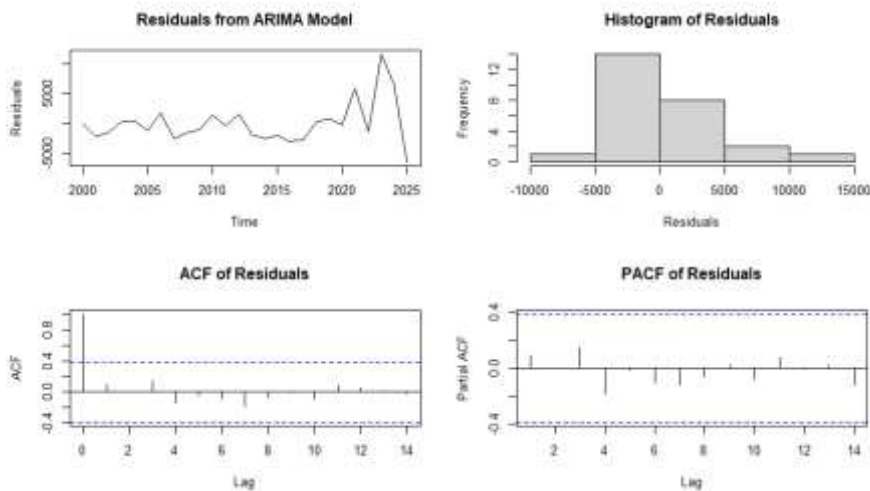 Residuals from ARIMA Model
Residuals
-5000 5000
2000 2005 2010 2015 2020 2025
Time
Histogram of Residuals
Frequency
0 4 8 12
-10000 -5000 0 5000 10000 15000
Residuals
ACF of Residuals
ACF
-0.4 0.0 0.4 0.8
0 2 4 6 8 10 12 14
Lag
PACF of Residuals
Partial ACF
-0.4 0.0 0.4
2 4 6 8 10 12 14
Lag